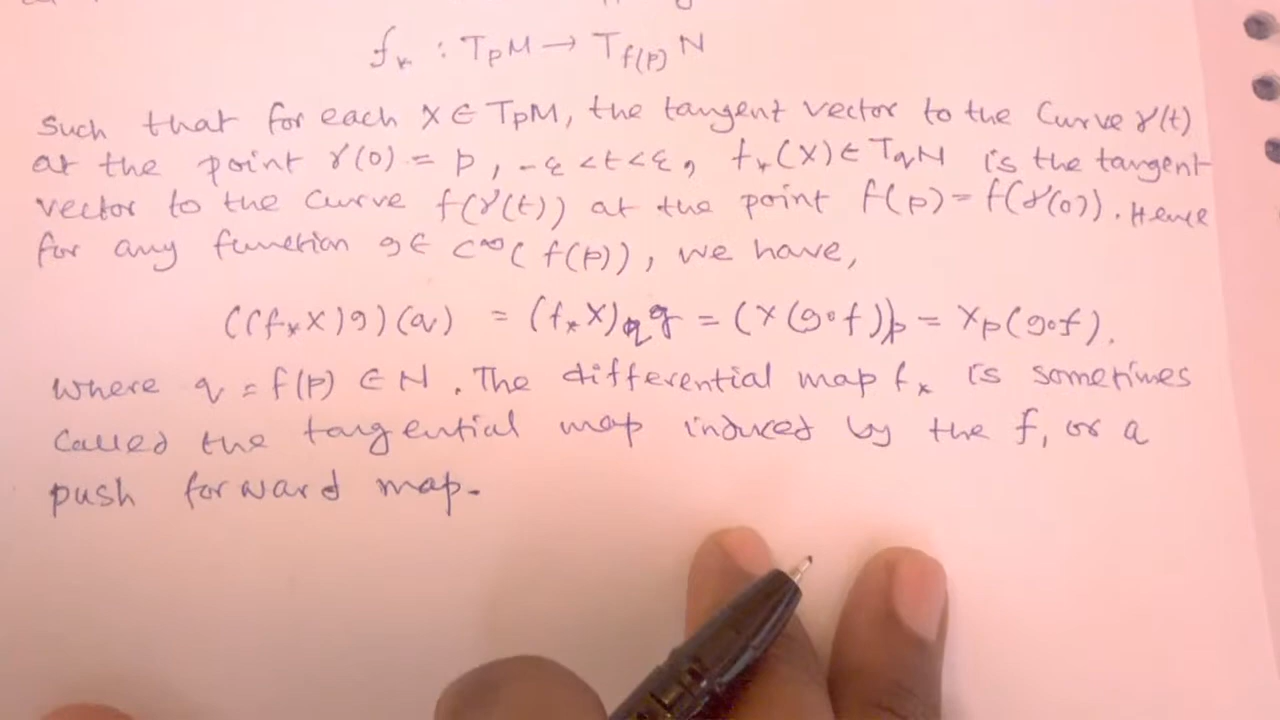 f* : TpM → Tf(p) N
Such that for each X ∈ TpM, the tangent vector to the Curve γ(t)
at the point γ(0) = p, -ε <t<ε, f*(X) ∈ TqN is the tangent
vector to the Curve f(γ(t)) at the point f(p) = f(γ(0)). Hence
for any function g ∈ C∞(f(p)), we have,
((f*X)g)(q) = (f*X)q g = (X(g∘f))p = Xp(g∘f).
Where q = f(p) ∈ N. The differential map f* is sometimes
Called the tangential map induced by the f, or a
push forward map.